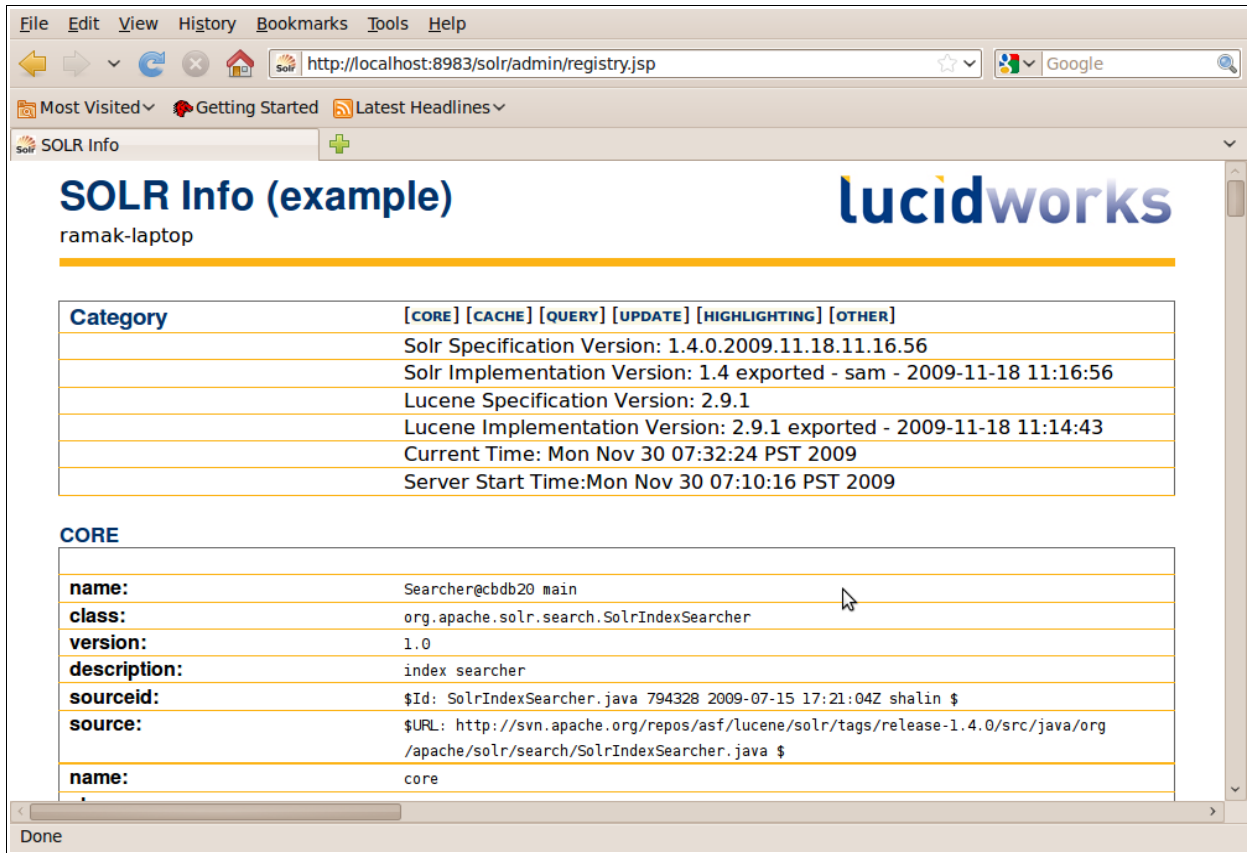 File Edit View History Bookmarks Tools Help
Solr http://localhost:8983/solr/admin/registry.jsp Google
Most Visited Getting Started Latest Headlines
Solr SOLR Info
SOLR Info (example) lucidworks
ramak-laptop
Category [CORE] [CACHE] [QUERY] [UPDATE] [HIGHLIGHTING] [OTHER]
Solr Specification Version: 1.4.0.2009.11.18.11.16.56
Solr Implementation Version: 1.4 exported - sam - 2009-11-18 11:16:56
Lucene Specification Version: 2.9.1
Lucene Implementation Version: 2.9.1 exported - 2009-11-18 11:14:43
Current Time: Mon Nov 30 07:32:24 PST 2009
Server Start Time:Mon Nov 30 07:10:16 PST 2009
CORE
name: Searcher@cbdb20 main
class: org.apache.solr.search.SolrIndexSearcher
version: 1.0
description: index searcher
sourceid: $Id: SolrIndexSearcher.java 794328 2009-07-15 17:21:04Z shalin $
source: $URL: http://svn.apache.org/repos/asf/lucene/solr/tags/release-1.4.0/src/java/org
/apache/solr/search/SolrIndexSearcher.java $
name: core
Done